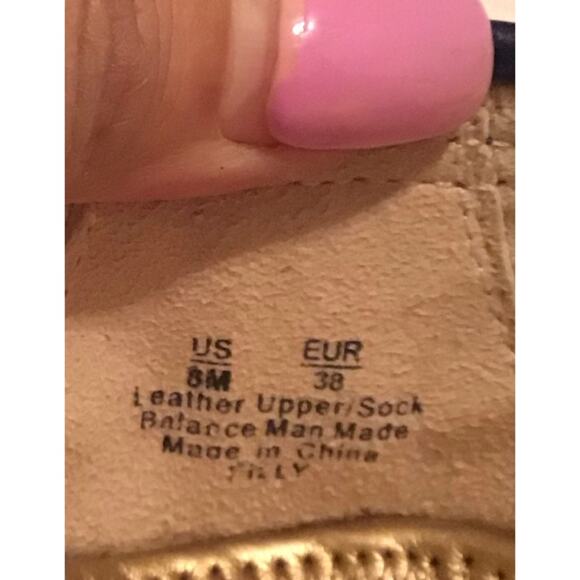 US EUR
8M 38
Leather Upper/Sock
Balance Man Made
Made in China